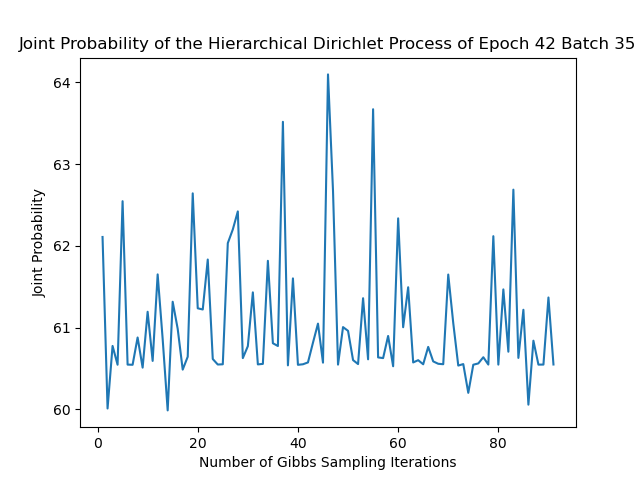 Joint Probability of the Hierarchical Dirichlet Process of Epoch 42 Batch 35
64
63
62
61
60
Joint Probability
0 20 40 60 80
Number of Gibbs Sampling Iterations